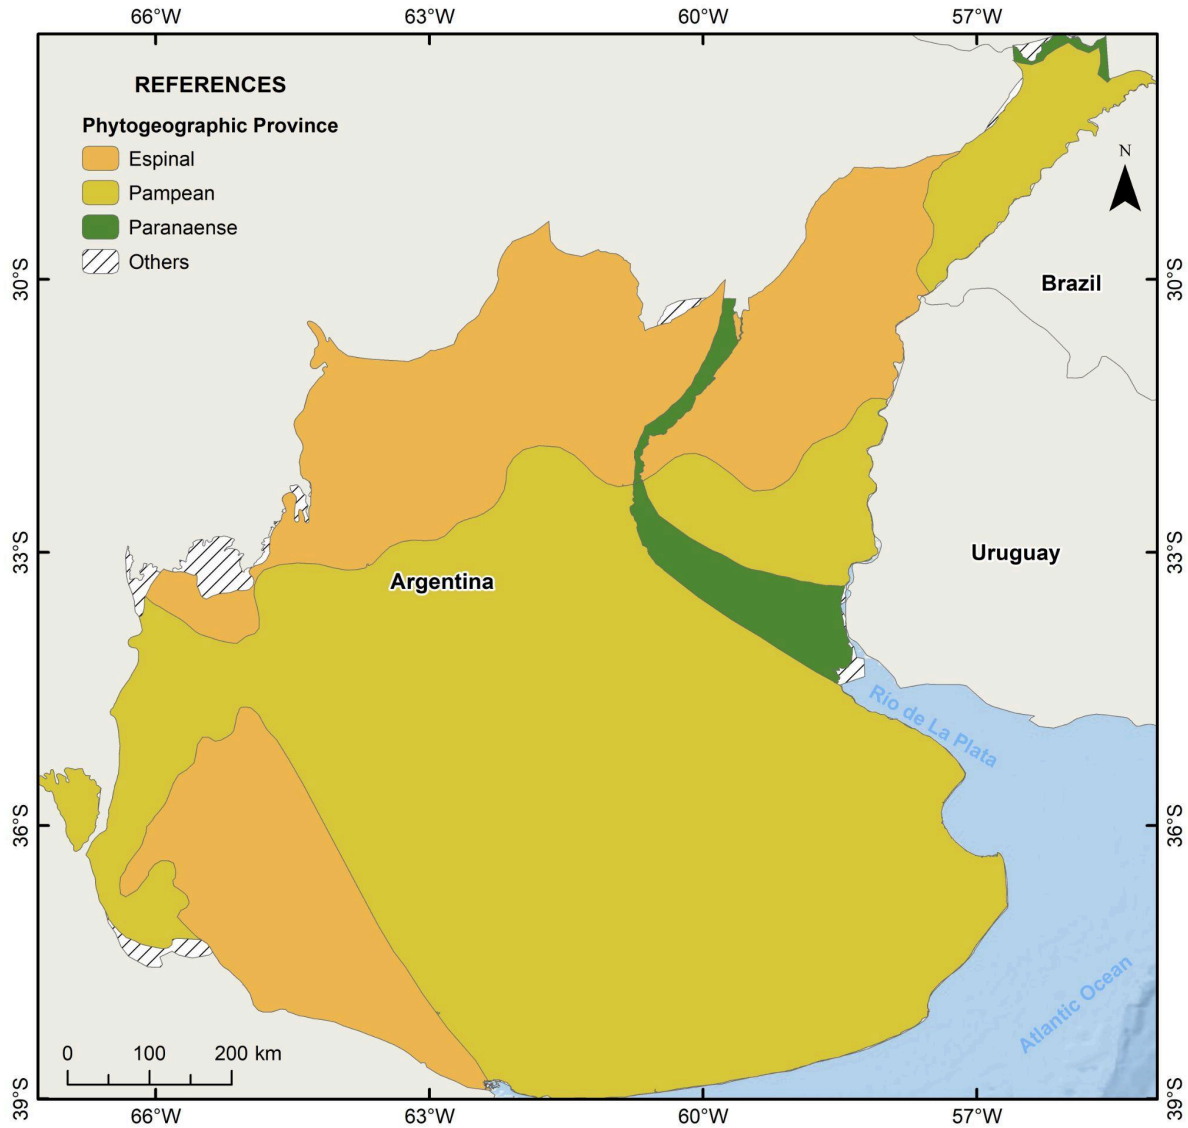 66°W 63°W 60°W 57°W
REFERENCES
Phytogeographic Province
Espinal
Pampean
Paranaense
Others
N
30°S 30°S
Brazil
33°S 33°S
Argentina
Uruguay
Río de La Plata
36°S 36°S
Atlantic Ocean
0 100 200 km
39°S 39°S
66°W 63°W 60°W 57°W